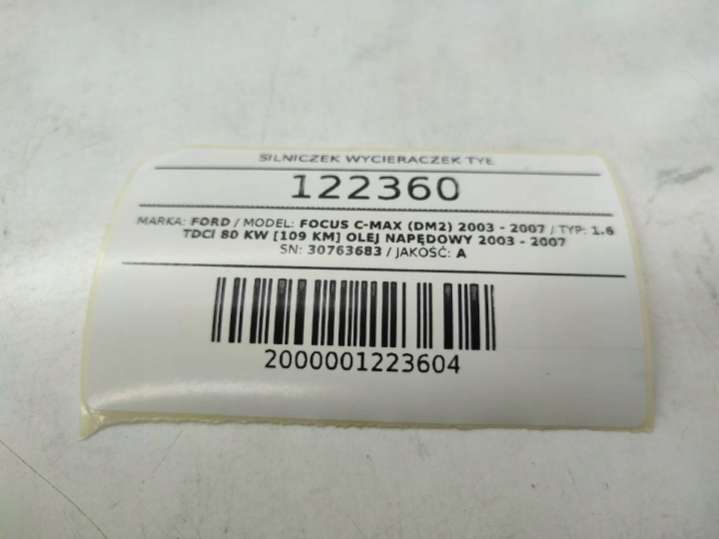 SILNICZEK WYCIERACZEK TYŁ
122360
MARKA: FORD / MODEL: FOCUS C-MAX (DM2) 2003 - 2007 / TYP: 1.6
TDCI 80 KW [109 KM] OLEJ NAPĘDOWY 2003 - 2007
SN: 30763683 / JAKOŚĆ: A
2000001223604